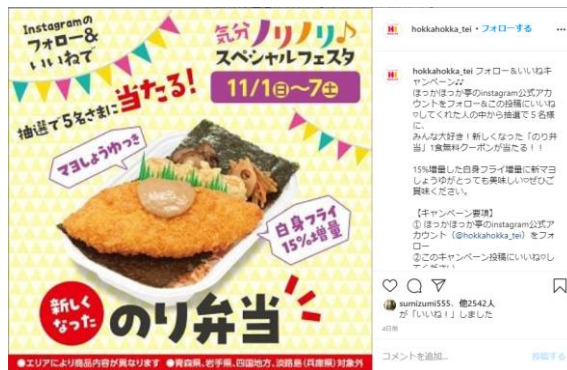 Instagramの
フォロー&
いいねで
抽選で5名さまに当たる!
気分ノリノリ♪
スペシャルフェスタ
11/1日〜7土
マヨしょうゆつき
白身フライ
15%増量
新しく
なった
のり弁当
●エリアにより商品内容が異なります ●青森県、岩手県、四国地方、淡路島(兵庫県)対象外
hokkahokka_tei • フォローする
hokkahokka_tei フォロー&いいねキ
ャンペーン♪♪
ほっかほっか亭のinstagram公式アカ
ウントをフォロー&この投稿にいいね
♡してくれた人の中から抽選で5名様
に、
みんな大好き!新しくなった「のり弁
当」1食無料クーポンが当たる!!
15%増量した白身フライ増量に新マヨ
しょうゆがとっても美味しい♡ぜひご
賞味ください。
【キャンペーン要項】
① ほっかほっか亭のinstagram公式ア
カウント(@hokkahokka_tei)をフォ
ロー
②このキャンペーン投稿にいいね♡し
てください
sumizumi555、他2542人
が「いいね!」しました
4日前
コメントを追加... 投稿する